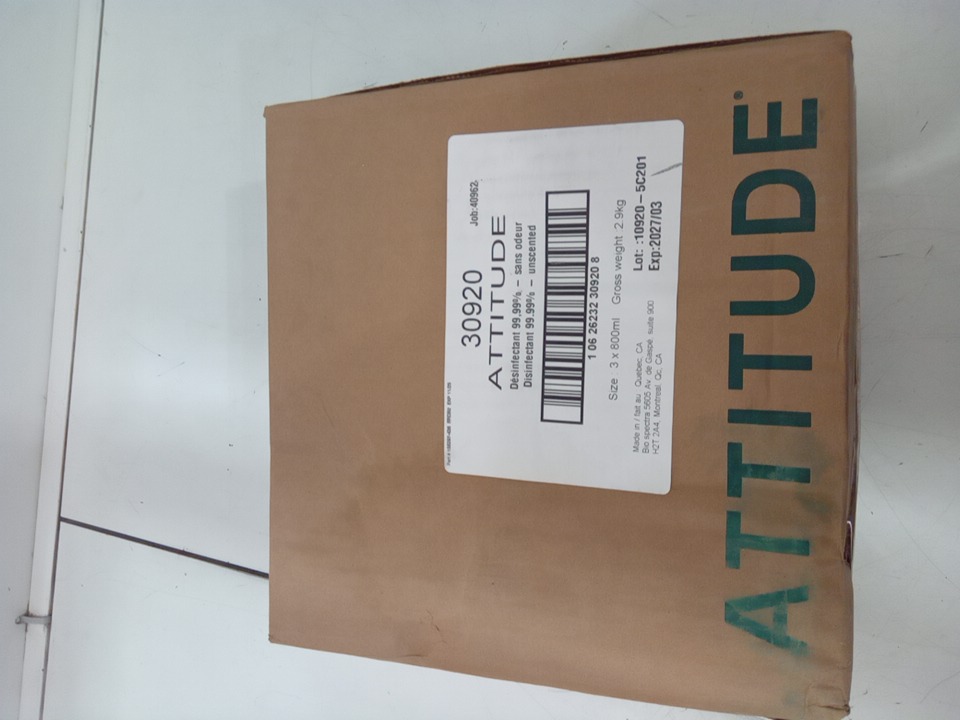 Job:40962
30920
ATTITUDE
Désinfectant 99,99% – sans odeur
Disinfectant 99.99% – unscented
1 06 26232 30920 8
Size : 3 x 800ml Gross weight 2.9kg
Made in / fait au Quebec, CA
Bio spectra 5605 Av. de Gaspé, suite 900
H2T 2A4, Montreal, Qc, CA
Lot: :10920 – 5C201
Exp:2027/03
ATTITUDE®